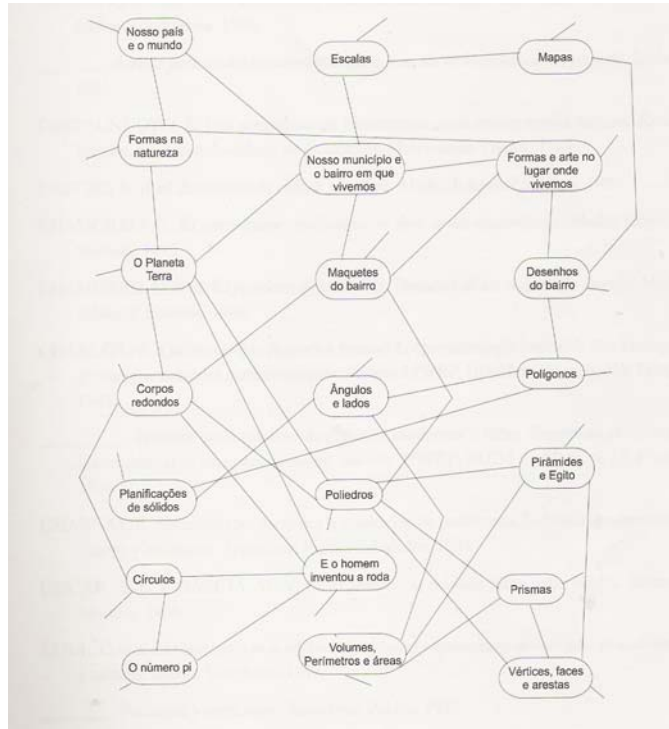 Nosso país
e o mundo
Escalas
Mapas
Formas na
natureza
Nosso município e
o bairro em que
vivemos
Formas e arte no
lugar onde
vivemos
O Planeta
Terra
Maquetes
do bairro
Desenhos
do bairro
Corpos
redondos
Ângulos
e lados
Polígonos
Planificações
de sólidos
Poliedros
Pirâmides
e Egito
Círculos
E o homem
inventou a roda
Prismas
O número pi
Volumes,
Perímetros e áreas
Vértices, faces
e arestas